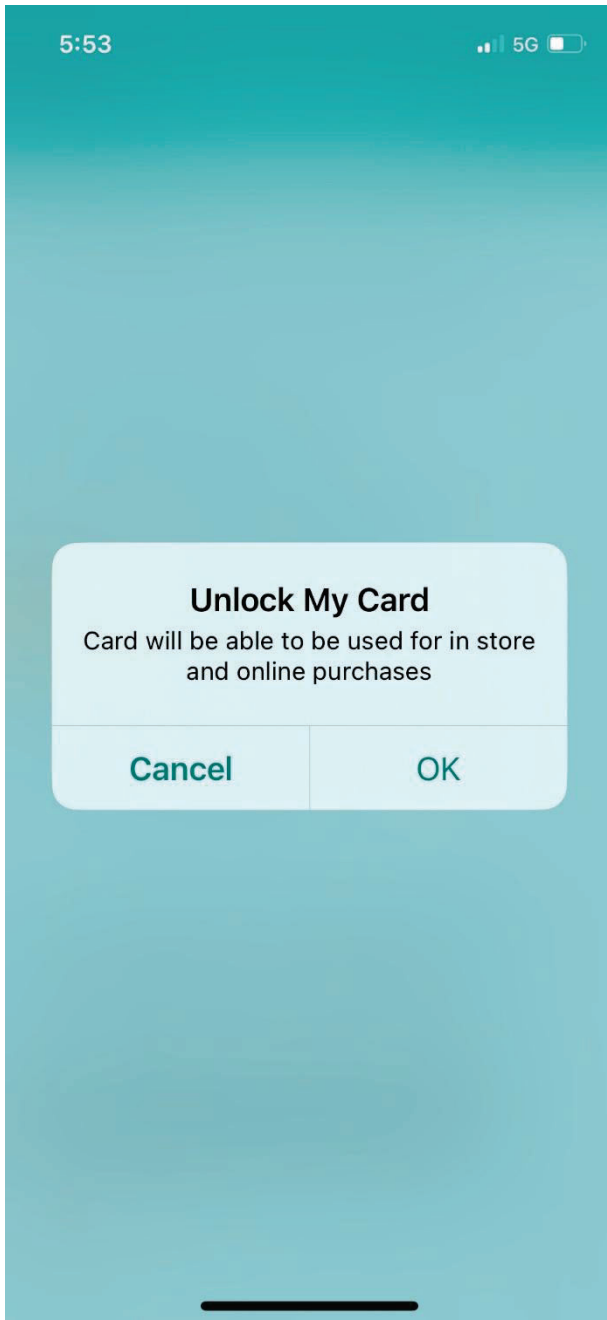 5:53 5G
Unlock My Card
Card will be able to be used for in store
and online purchases
Cancel OK